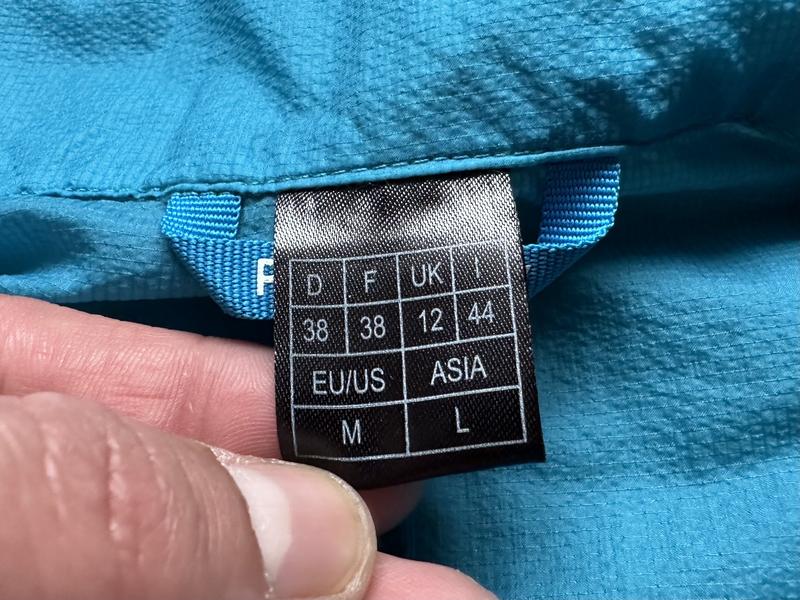 D F UK I
38 38 12 44
EU/US ASIA
M L